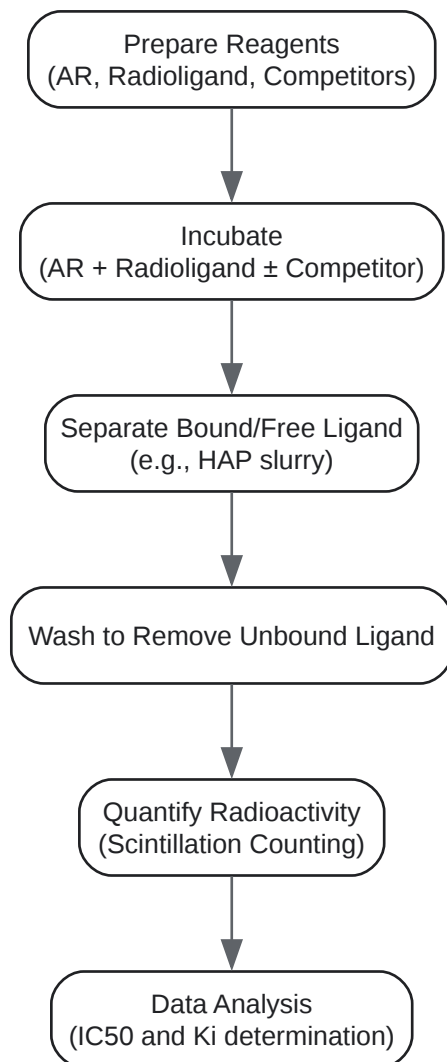 Prepare Reagents
(AR, Radioligand, Competitors)
Incubate
(AR + Radioligand ± Competitor)
Separate Bound/Free Ligand
(e.g., HAP slurry)
Wash to Remove Unbound Ligand
Quantify Radioactivity
(Scintillation Counting)
Data Analysis
(IC50 and Ki determination)